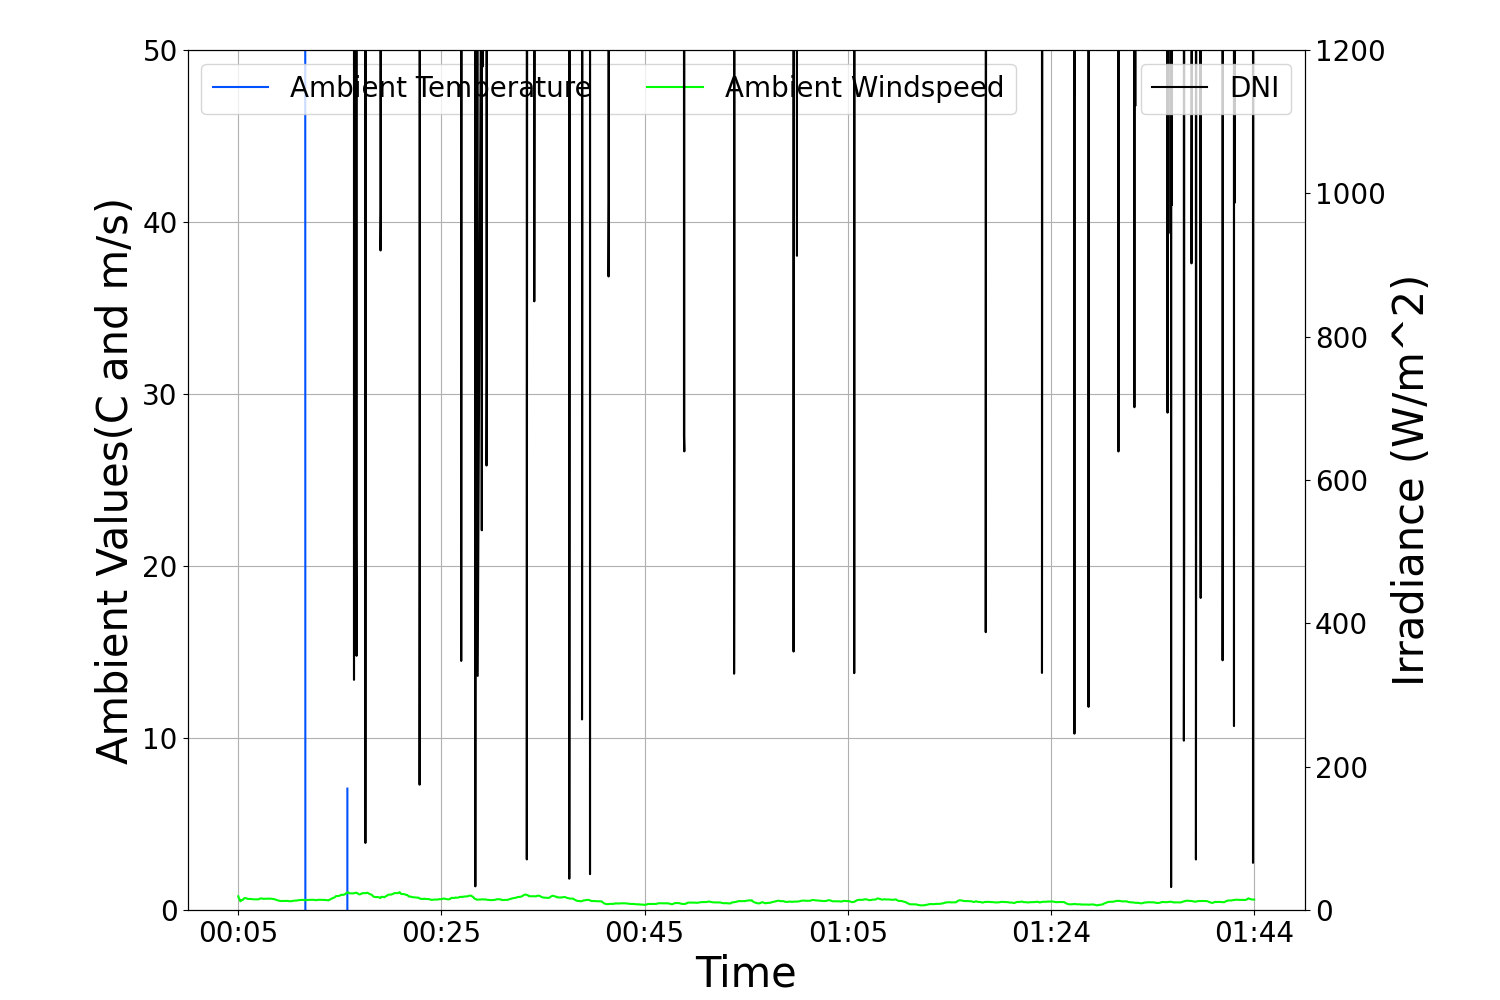 Ambient Temperature
Ambient Windspeed
DNI
Ambient Values(C and m/s)
50
40
30
20
10
0
1200
1000
800
600
400
200
0
Irradiance (W/m^2)
00:05 00:25 00:45 01:05 01:24 01:44
Time